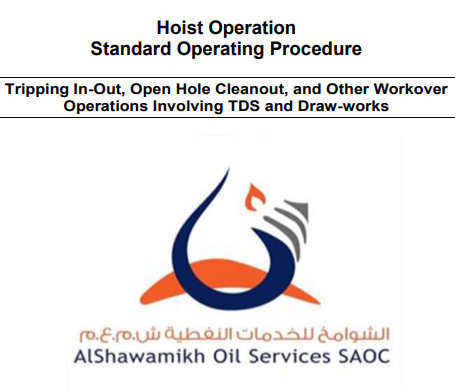 Hoist Operation
Standard Operating Procedure
Tripping In-Out, Open Hole Cleanout, and Other Workover
Operations Involving TDS and Draw-works
الشوامخ للخدمات النفطية ش.م.ع.م
AlShawamikh Oil Services SAOC